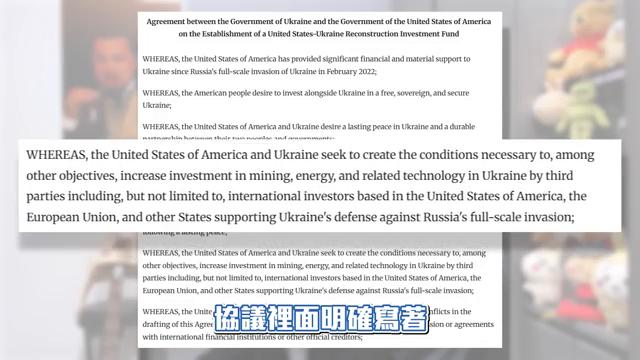 Agreement between the Government of Ukraine and the Government of the United States of America
on the Establishment of a United States-Ukraine Reconstruction Investment Fund
WHEREAS, the United States of America has provided significant financial and material support to
Ukraine since Russia's full-scale invasion of Ukraine in February 2022;
WHEREAS, the American people desire to invest alongside Ukraine in a free, sovereign, and secure
Ukraine;
WHEREAS, the United States of America and Ukraine desire a lasting peace in Ukraine and a durable
partnership between their two peoples and governments;
WHEREAS, the United States of America and Ukraine seek to create the conditions necessary to, among
other objectives, increase investment in mining, energy, and related technology in Ukraine by third
parties including, but not limited to, international investors based in the United States of America, the
European Union, and other States supporting Ukraine's defense against Russia's full-scale invasion;
following a lasting peace;
WHEREAS, the United States of America and Ukraine seek to create the conditions necessary to, among
other objectives, increase investment in mining, energy, and related technology in Ukraine by third
parties including, but not limited to, international investors based in the United States of America, the
European Union, and other States supporting Ukraine's defense against Russia's full-scale invasion;
WHEREAS, the United States of America and Ukr nflicts in the
drafting of this Agree sion or agreements
with international financial institutions or other official creditors;
協議裡面明確寫著